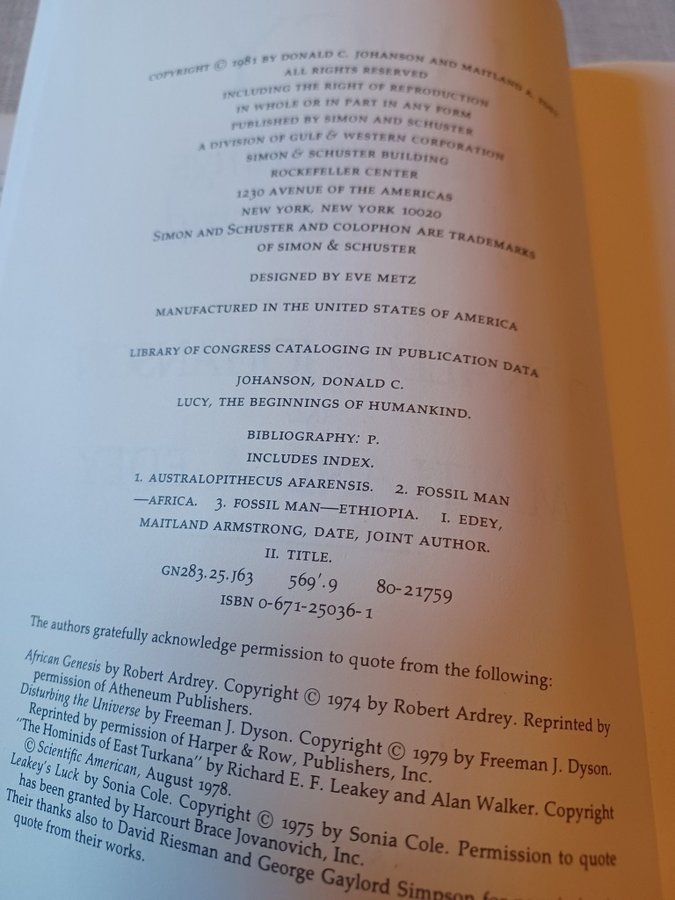 COPYRIGHT © 1981 BY DONALD C. JOHANSON AND MAITLAND A. EDEY
ALL RIGHTS RESERVED
INCLUDING THE RIGHT OF REPRODUCTION
IN WHOLE OR IN PART IN ANY FORM
PUBLISHED BY SIMON AND SCHUSTER
A DIVISION OF GULF & WESTERN CORPORATION
SIMON & SCHUSTER BUILDING
ROCKEFELLER CENTER
1230 AVENUE OF THE AMERICAS
NEW YORK, NEW YORK 10020
SIMON AND SCHUSTER AND COLOPHON ARE TRADEMARKS
OF SIMON & SCHUSTER
DESIGNED BY EVE METZ
MANUFACTURED IN THE UNITED STATES OF AMERICA
LIBRARY OF CONGRESS CATALOGING IN PUBLICATION DATA
JOHANSON, DONALD C.
LUCY, THE BEGINNINGS OF HUMANKIND.
BIBLIOGRAPHY: P.
INCLUDES INDEX.
1. AUSTRALOPITHECUS AFARENSIS. 2. FOSSIL MAN
—AFRICA. 3. FOSSIL MAN—ETHIOPIA. I. EDEY,
MAITLAND ARMSTRONG, DATE, JOINT AUTHOR.
II. TITLE.
GN283.25.J63 569'.9 80-21759
ISBN 0-671-25036-1
The authors gratefully acknowledge permission to quote from the following:
African Genesis by Robert Ardrey. Copyright © 1974 by Robert Ardrey. Reprinted by
permission of Atheneum Publishers.
Disturbing the Universe by Freeman J. Dyson. Copyright © 1979 by Freeman J. Dyson.
Reprinted by permission of Harper & Row, Publishers, Inc.
"The Hominids of East Turkana" by Richard E. F. Leakey and Alan Walker. Copyright
© Scientific American, August 1978.
Leakey's Luck by Sonia Cole. Copyright © 1975 by Sonia Cole. Permission to quote
has been granted by Harcourt Brace Jovanovich, Inc.
Their thanks also to David Riesman and George Gaylord Simpson
quote from their works.